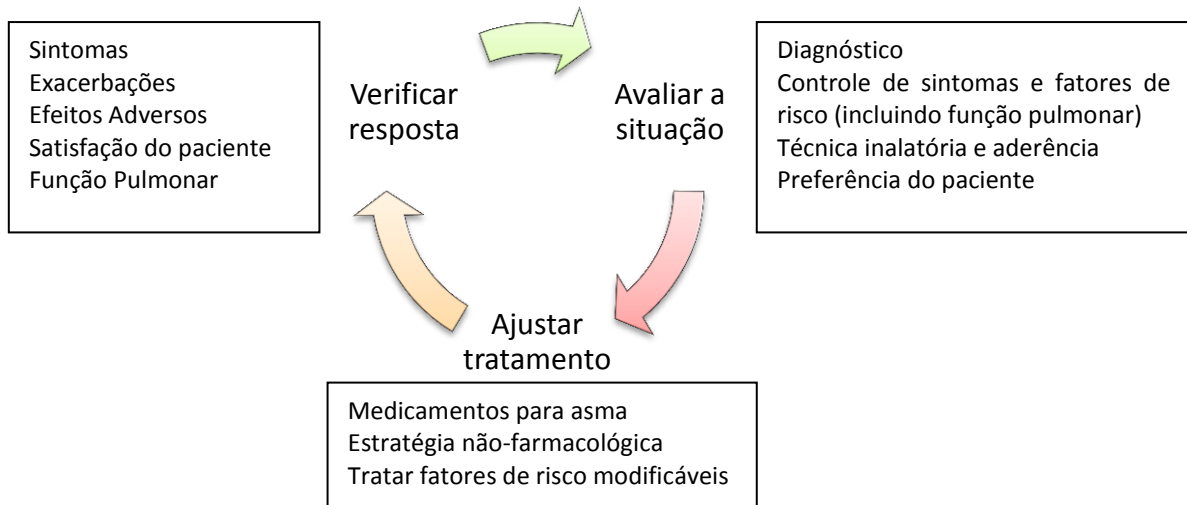 Sintomas
Exacerbações
Efeitos Adversos
Satisfação do paciente
Função Pulmonar
Verificar
resposta
Avaliar a
situação
Diagnóstico
Controle de sintomas e fatores de
risco (incluindo função pulmonar)
Técnica inalatória e aderência
Preferência do paciente
Ajustar
tratamento
Medicamentos para asma
Estratégia não-farmacológica
Tratar fatores de risco modificáveis